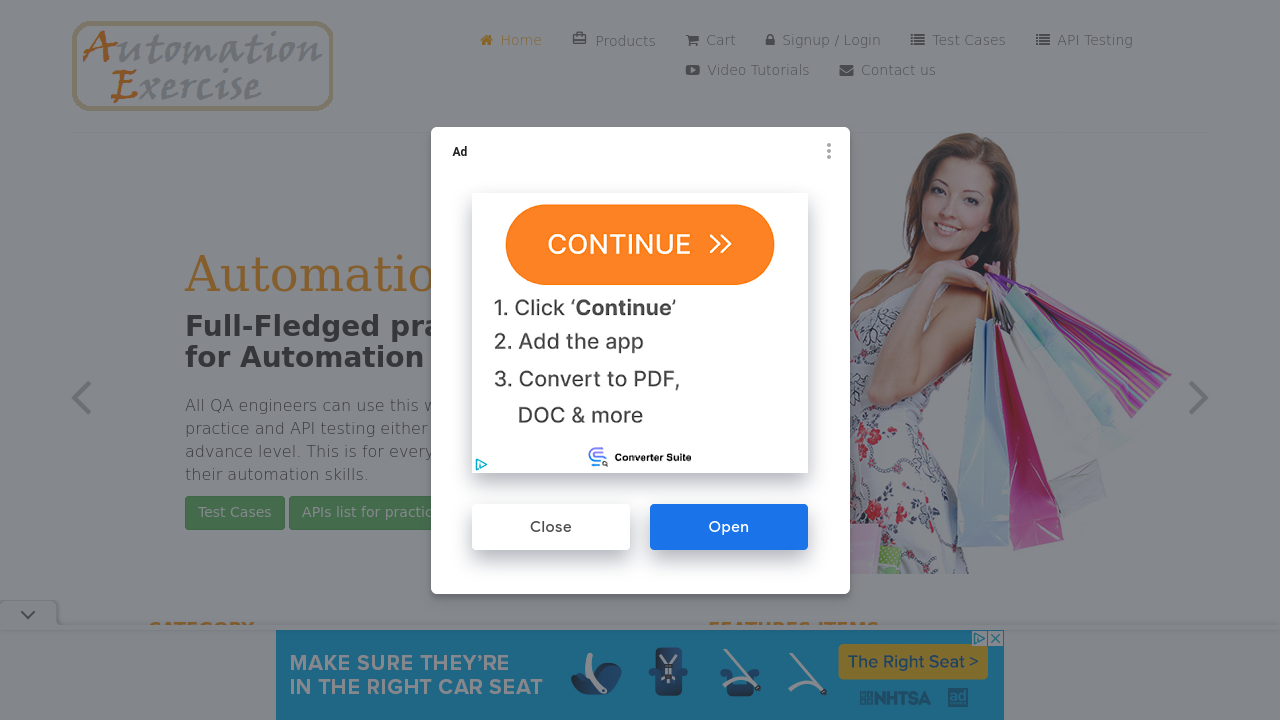 Automation
Exercise
Home
Products
Cart
Signup / Login
Test Cases
API Testing
Video Tutorials
Contact us
Ad
CONTINUE
1. Click ‘Continue’
2. Add the app
3. Convert to PDF,
DOC & more
Converter Suite
Close
Open
Automatio
Full-Fledged pra
for Automation
All QA engineers can use this w
practice and API testing either
advance level. This is for every
their automation skills.
Test Cases
APIs list for practic
CATEGORY
FEATURES ITEMS
MAKE SURE THEY'RE
IN THE RIGHT CAR SEAT
The Right Seat >
NHTSA
ad